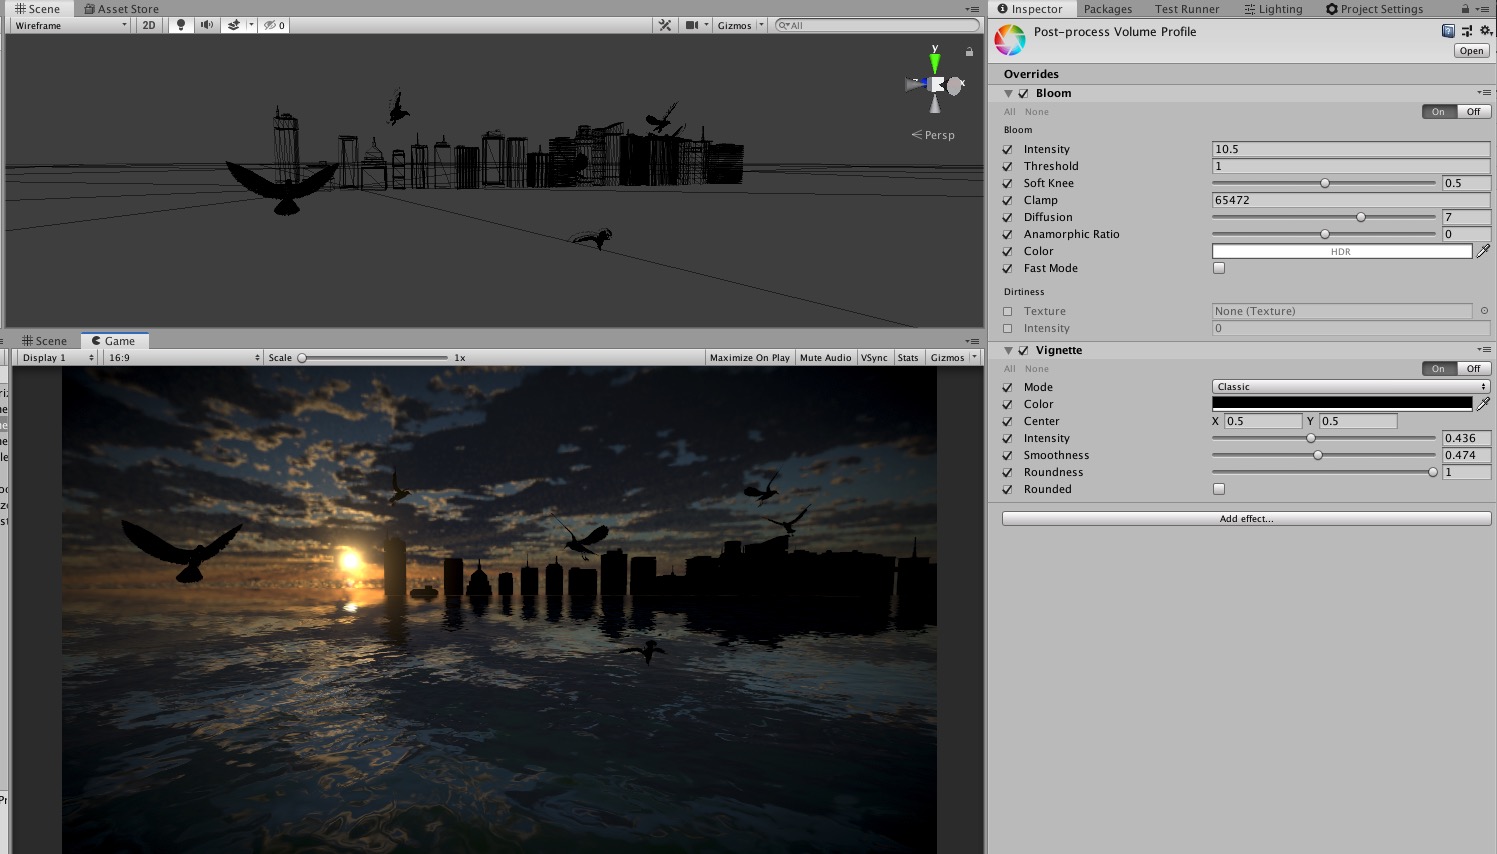 Scene
Asset Store
Wireframe
2D
0
Gizmos
All
y
x
Persp
Scene
Game
Display 1
16:9
Scale
1x
Maximize On Play
Mute Audio
VSync
Stats
Gizmos
Inspector
Packages
Test Runner
Lighting
Project Settings
Post-process Volume Profile
Open
Overrides
Bloom
All None
On Off
Bloom
Intensity 10.5
Threshold 1
Soft Knee 0.5
Clamp 65472
Diffusion 7
Anamorphic Ratio 0
Color HDR
Fast Mode
Dirtiness
Texture None (Texture)
Intensity 0
Vignette
All None
On Off
Mode Classic
Color
Center X 0.5 Y 0.5
Intensity 0.436
Smoothness 0.474
Roundness 1
Rounded
Add effect...